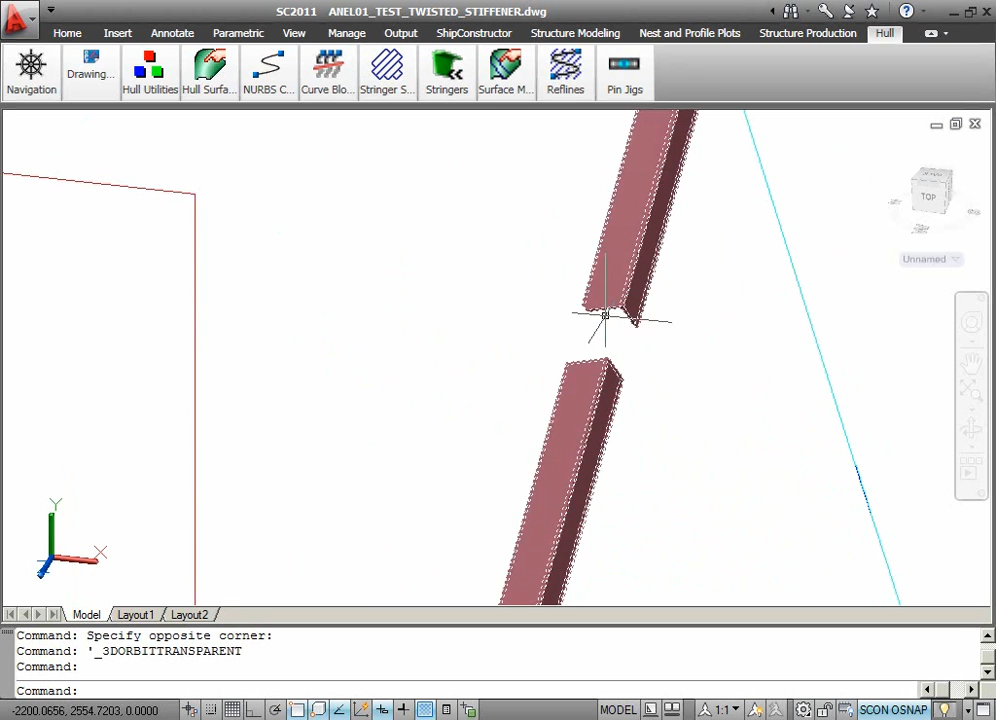 SC2011 ANEL01_TEST_TWISTED_STIFFENER.dwg
Home Insert Annotate Parametric View Manage Output ShipConstructor Structure Modeling Nest and Profile Plots Structure Production Hull
Navigation Drawing... Hull Utilities Hull Surfa... NURBS C... Curve Blo... Stringer S... Stringers Surface M... Reflines Pin Jigs
TOP
Unnamed
Y
X
Model Layout1 Layout2
Command: Specify opposite corner:
Command: '_3DORBITTRANSPARENT
Command:
Command:
-2200.0656, 2554.7203, 0.0000 MODEL 1:1 SCON OSNAP